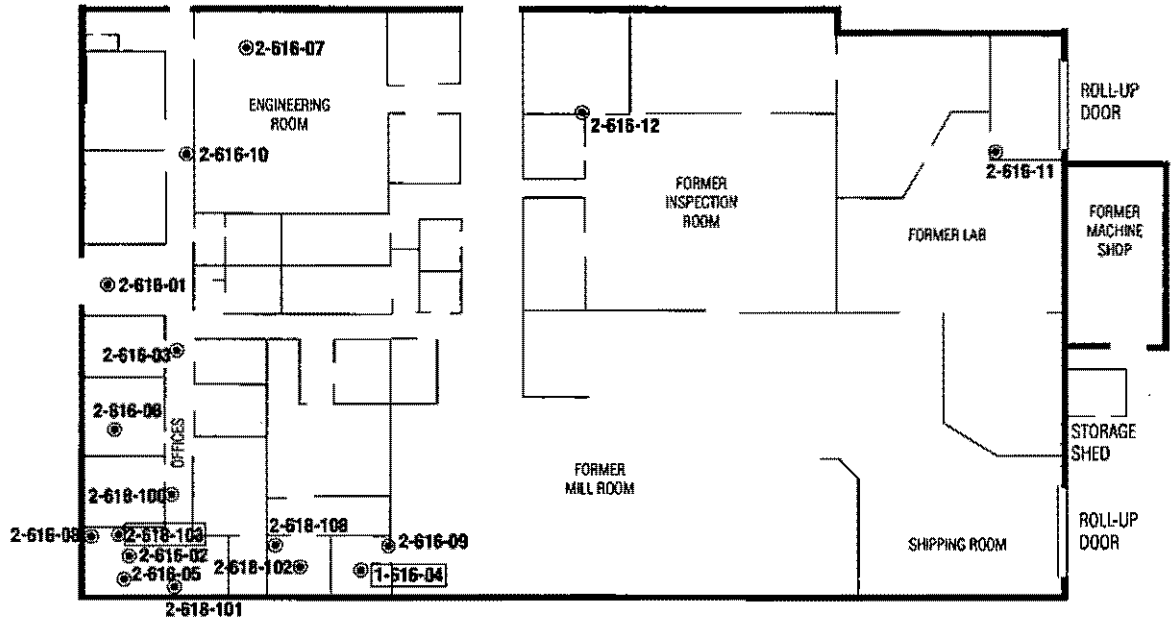 2-616-07
ENGINEERING
ROOM
2-616-12
ROLL-UP
DOOR
2-616-10
2-616-11
FORMER
INSPECTION
ROOM
FORMER LAB
FORMER
MACHINE
SHOP
2-618-01
2-616-03
2-616-06
OFFICES
STORAGE
SHED
FORMER
MILL ROOM
2-618-100
2-616-08
2-618-103
2-618-108
2-616-09
2-616-02
2-618-102
1-616-04
2-616-05
2-618-101
SHIPPING ROOM
ROLL-UP
DOOR